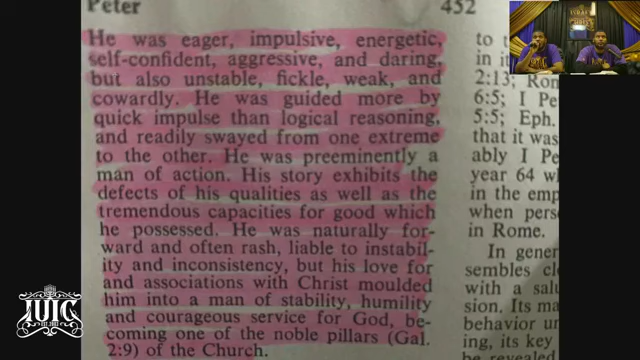 Peter
452
He was eager, impulsive, energetic,
self-confident, aggressive, and daring,
but also unstable, fickle, weak, and
cowardly. He was guided more by
quick impulse than logical reasoning,
and readily swayed from one extreme
to the other. He was preeminently a
man of action. His story exhibits the
defects of his qualities as well as the
tremendous capacities for good which
he possessed. He was naturally for-
ward and often rash, liable to instabil-
ity and inconsistency, but his love for
and associations with Christ moulded
him into a man of stability, humility
and courageous service for God, be-
coming one of the noble pillars (Gal.
2:9) of the Church.
to t
in it
2:13; Rom
6:5; I Pe
5:5; Eph.
that it was
ably I Pe
year 64 w
in the emp
when pers
in Rome.
In gener
sembles cl
with a salu
sion. Its ma
behavior un
ing, its key
be revealed
IUIC